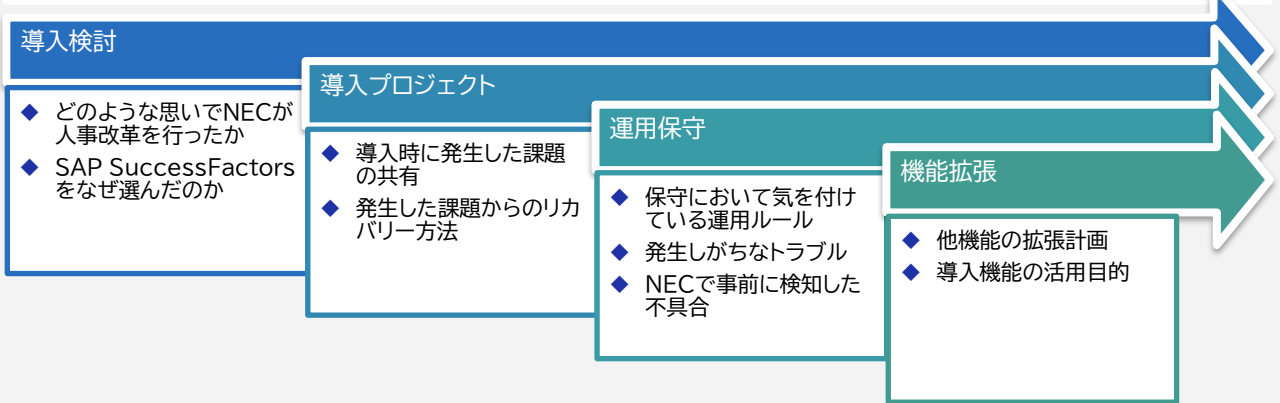 導入検討
◆ どのような思いでNECが
人事改革を行ったか
◆ SAP SuccessFactors
をなぜ選んだのか
導入プロジェクト
◆ 導入時に発生した課題
の共有
◆ 発生した課題からのリカ
バリー方法
運用保守
◆ 保守において気を付け
ている運用ルール
◆ 発生しがちなトラブル
◆ NECで事前に検知した
不具合
機能拡張
◆ 他機能の拡張計画
◆ 導入機能の活用目的